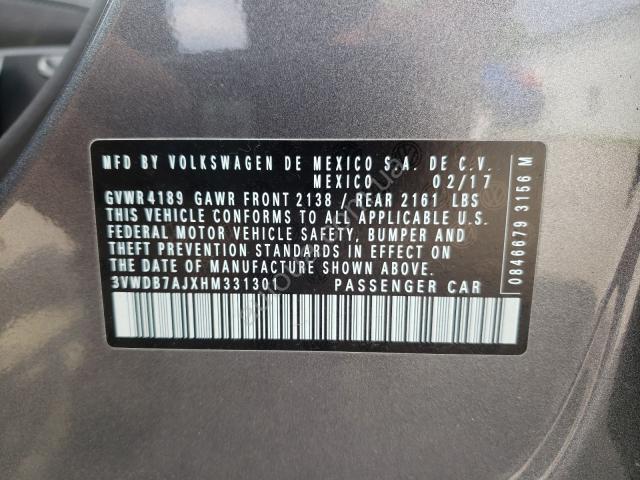 MFD BY VOLKSWAGEN DE MEXICO S.A. DE C.V.
MEXICO 02/17
GVWR 4189 GAWR FRONT 2138 / REAR 2161 LBS
THIS VEHICLE CONFORMS TO ALL APPLICABLE U.S.
FEDERAL MOTOR VEHICLE SAFETY, BUMPER AND
THEFT PREVENTION STANDARDS IN EFFECT ON
THE DATE OF MANUFACTURE SHOWN.
3VWDB7AJXHM331301 PASSENGER CAR
0846679 3156 M